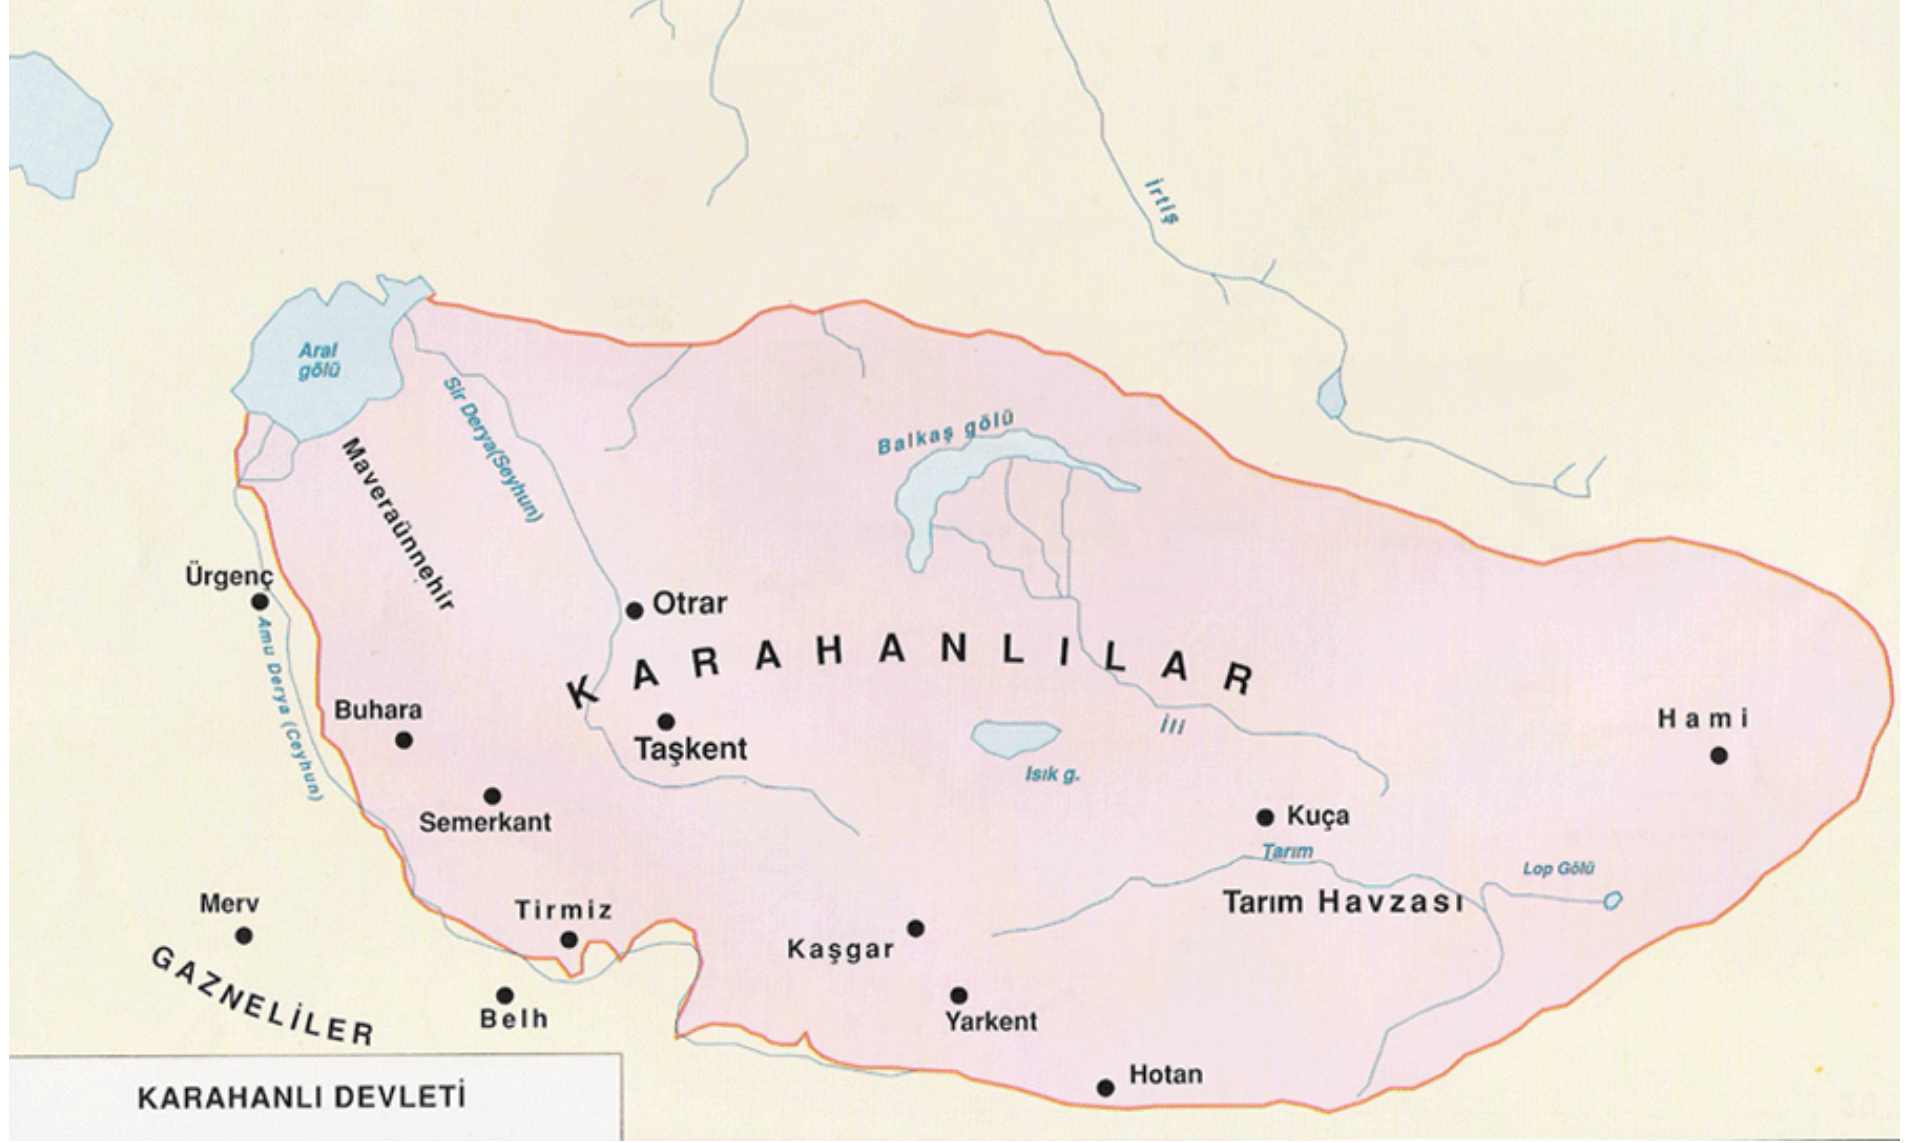 İrtiş
Aral
gölü
Sir Derya(Seyhun)
Balkaş gölü
Maveraünnehir
Ürgenç
Otrar
KARAHANLILAR
Amu Derya (Ceyhun)
Buhara
Taşkent
İli
Isık g.
Hami
Semerkant
Kuça
Tarım
Lop Gölü
Tarım Havzası
Merv
Tirmiz
Kaşgar
GAZNELİLER
Belh
Yarkent
Hotan
KARAHANLI DEVLETİ